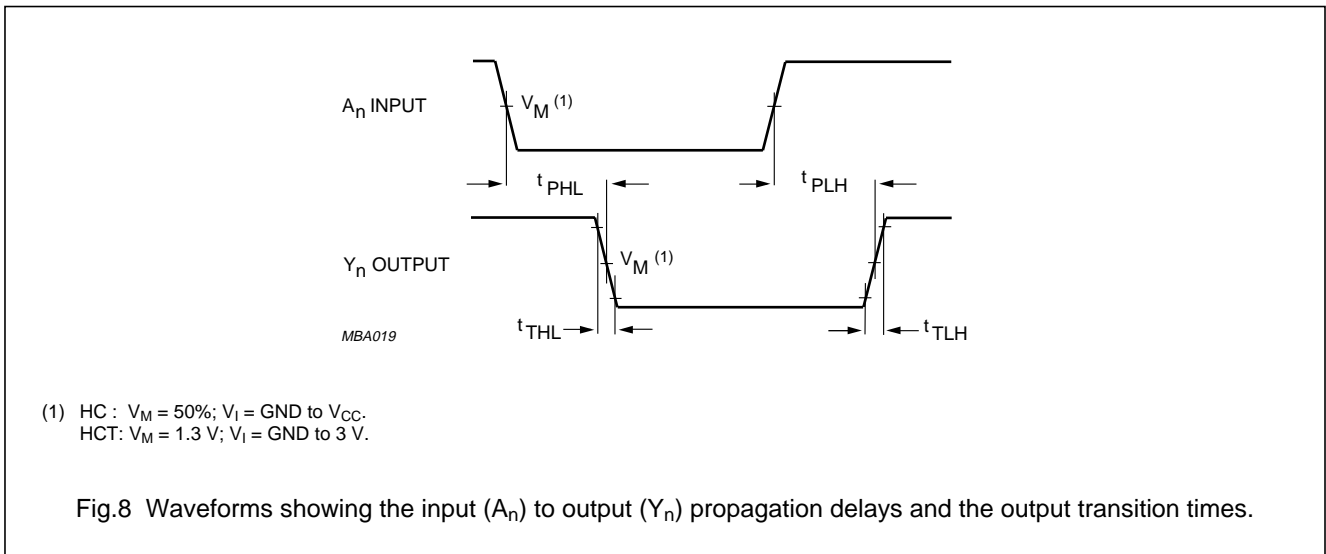 An INPUT
VM (1)
tPHL
tPLH
Yn OUTPUT
VM (1)
tTHL
tTLH
MBA019
(1) HC : VM = 50%; VI = GND to VCC.
HCT: VM = 1.3 V; VI = GND to 3 V.
Fig.8 Waveforms showing the input (An) to output (Yn) propagation delays and the output transition times.